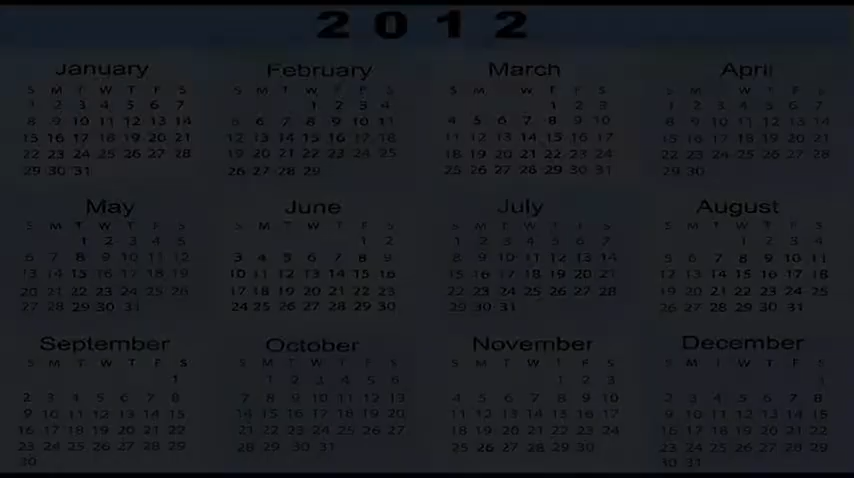 2012
January February March April
S M T W T F S S M T W T F S S M W T F S S M T W T F S
1 2 3 4 5 6 7 1 2 3 4 1 2 3 1 2 3 4 5 6 7
8 9 10 11 12 13 14 5 6 7 8 9 10 11 4 5 6 7 8 9 10 8 9 10 11 12 13 14
15 16 17 18 19 20 21 12 13 14 15 16 17 18 11 12 13 14 15 16 17 15 16 17 18 19 20 21
22 23 24 25 26 27 28 19 20 21 22 23 24 25 18 19 20 21 22 23 24 22 23 24 25 26 27 28
29 30 31 26 27 28 29 25 26 27 28 29 30 31 29 30
May June July August
S M T W T F S S M T W T F S S M T W T F S S M T W T F S
1 2 3 4 5 1 2 1 2 3 4 5 6 7 1 2 3 4
6 7 8 9 10 11 12 3 4 5 6 7 8 9 8 9 10 11 12 13 14 5 6 7 8 9 10 11
13 14 15 16 17 18 19 10 11 12 13 14 15 16 15 16 17 18 19 20 21 12 13 14 15 16 17 18
20 21 22 23 24 25 26 17 18 19 20 21 22 23 22 23 24 25 26 27 28 19 20 21 22 23 24 25
27 28 29 30 31 24 25 26 27 28 29 30 29 30 31 26 27 28 29 30 31
September October November December
S M T W T F S S M T W T F S S M T W T F S S M T W T F S
1 1 2 3 4 5 6 1 2 3 1
2 3 4 5 6 7 8 7 8 9 10 11 12 13 4 5 6 7 8 9 10 2 3 4 5 6 7 8
9 10 11 12 13 14 15 14 15 16 17 18 19 20 11 12 13 14 15 16 17 9 10 11 12 13 14 15
16 17 18 19 20 21 22 21 22 23 24 25 26 27 18 19 20 21 22 23 24 16 17 18 19 20 21 22
23 24 25 26 27 28 29 28 29 30 31 25 26 27 28 29 30 23 24 25 26 27 28 29
30 30 31